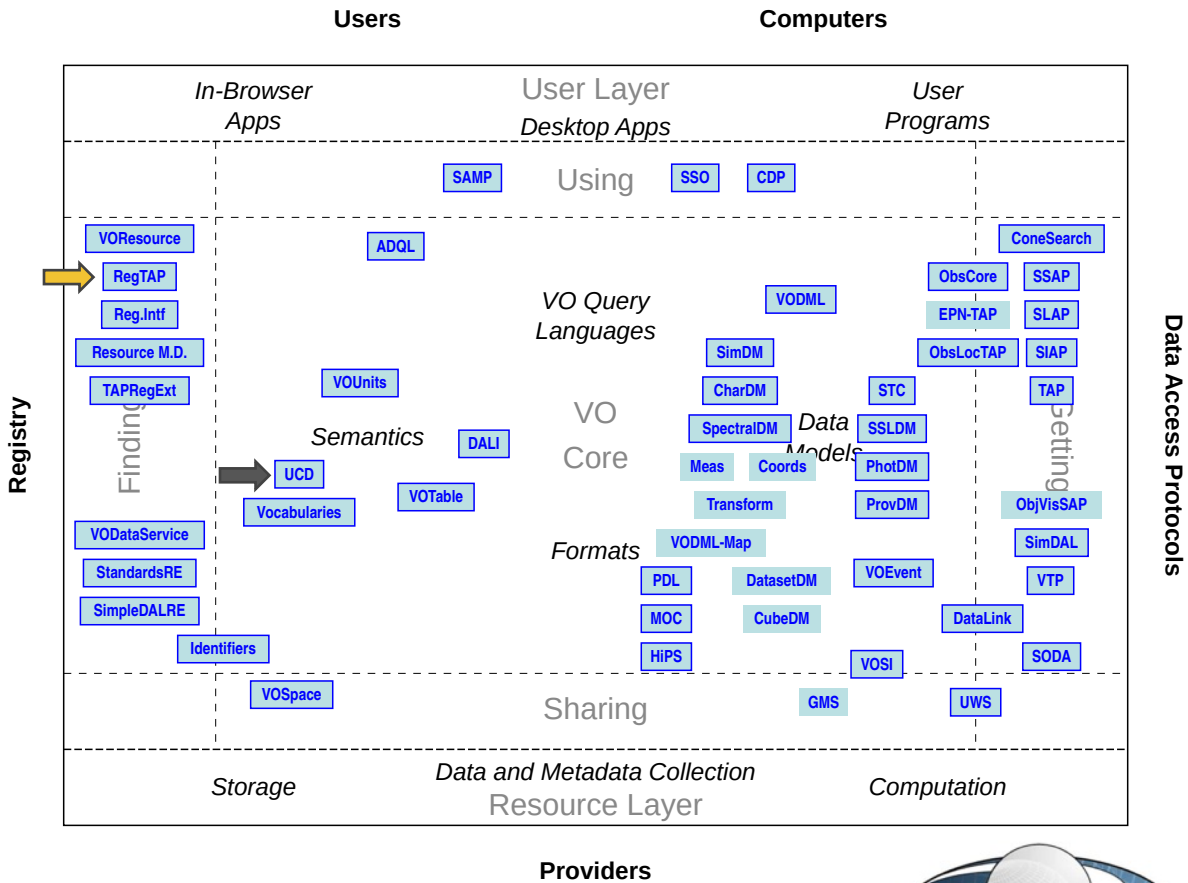 Users
Computers
User Layer
In-Browser
Apps
Desktop Apps
User
Programs
Using
SAMP
SSO
CDP
Registry
Finding
VOResource
RegTAP
Reg.Intf
Resource M.D.
TAPRegExt
VODataService
StandardsRE
SimpleDALRE
Identifiers
ADQL
VOUnits
Semantics
DALI
UCD
Vocabularies
VOTable
VO Query
Languages
VO
Core
Formats
VODML
SimDM
CharDM
SpectralDM
Meas
Coords
Transform
VODML-Map
PDL
MOC
HiPS
DatasetDM
CubeDM
Data
Models
STC
SSLDM
PhotDM
ProvDM
VOEvent
VOSI
ObsCore
EPN-TAP
ObsLocTAP
DataLink
ConeSearch
SSAP
SLAP
SIAP
TAP
Getting
ObjVisSAP
SimDAL
VTP
SODA
Data Access Protocols
VOSpace
Sharing
GMS
UWS
Storage
Data and Metadata Collection
Computation
Resource Layer
Providers